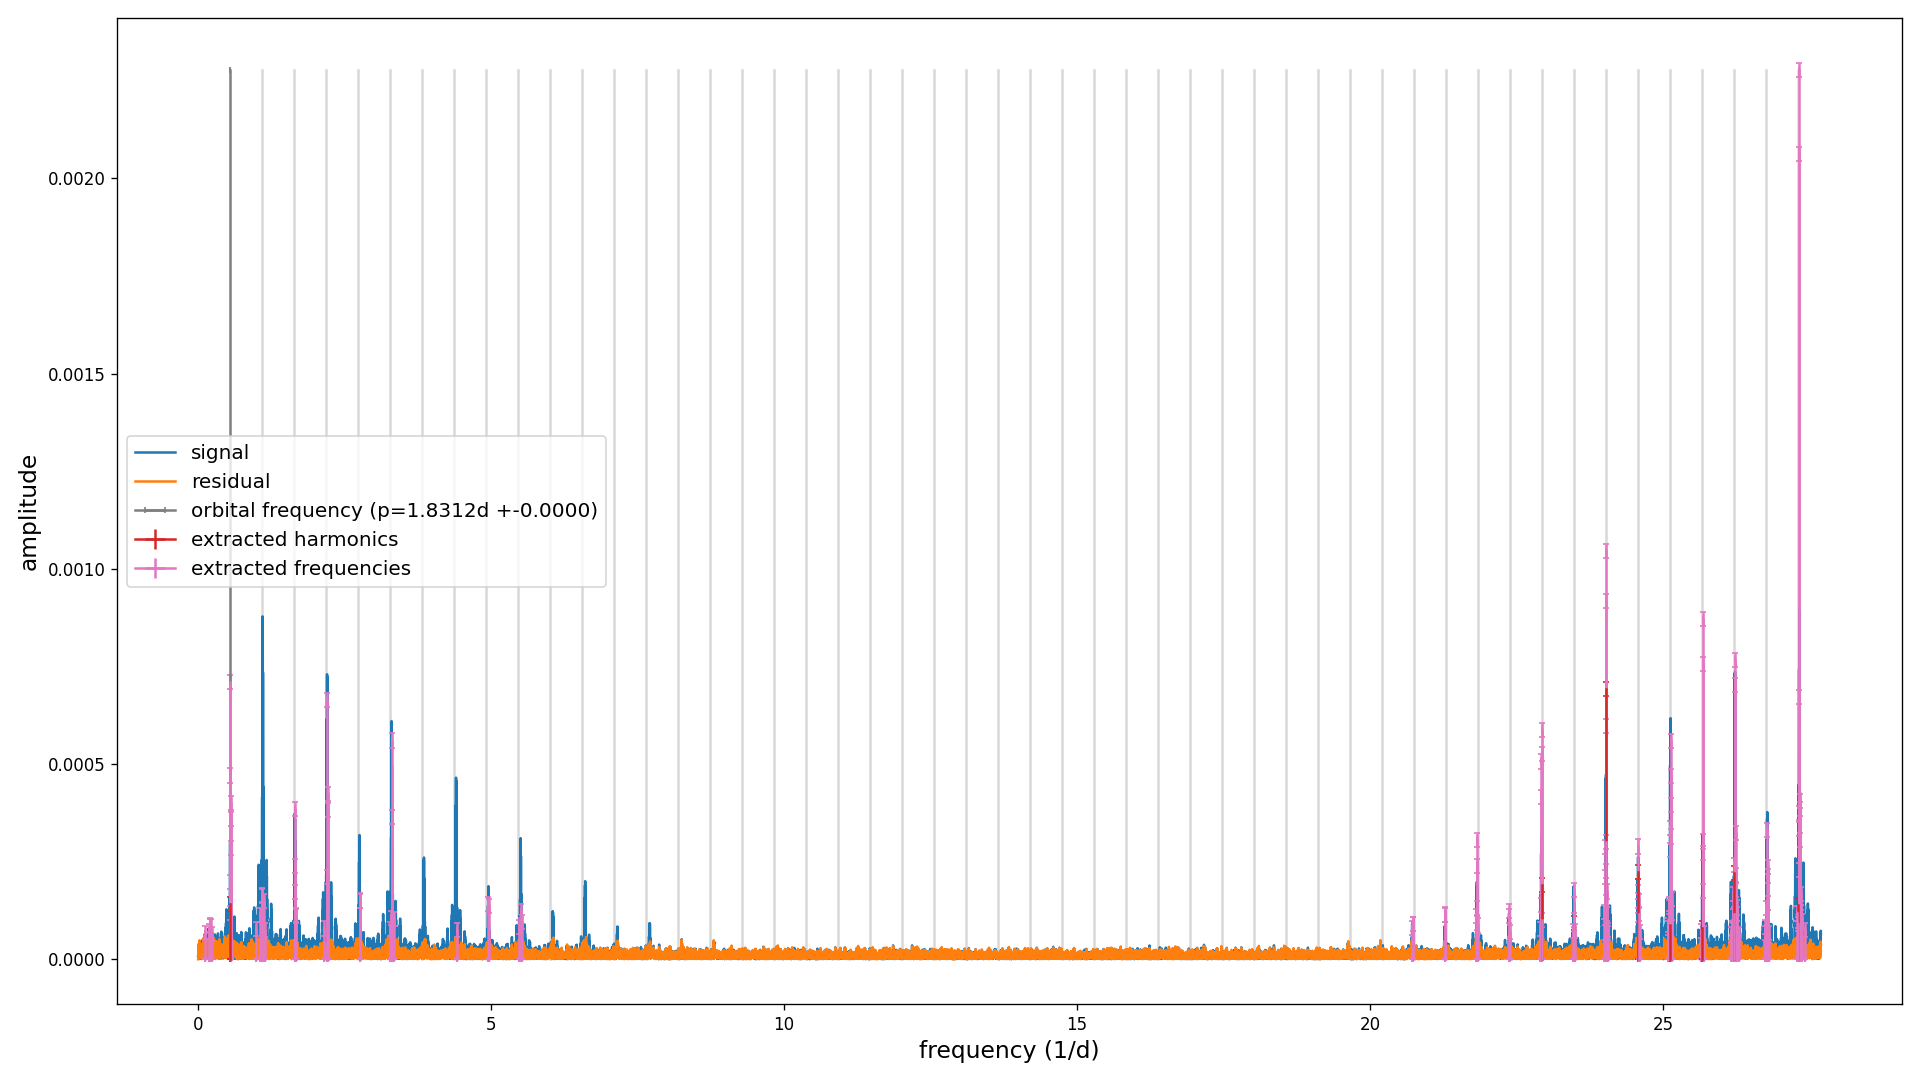 0.0020
0.0015
0.0010
0.0005
0.0000
amplitude
signal
residual
orbital frequency (p=1.8312d +-0.0000)
extracted harmonics
extracted frequencies
0 5 10 15 20 25
frequency (1/d)